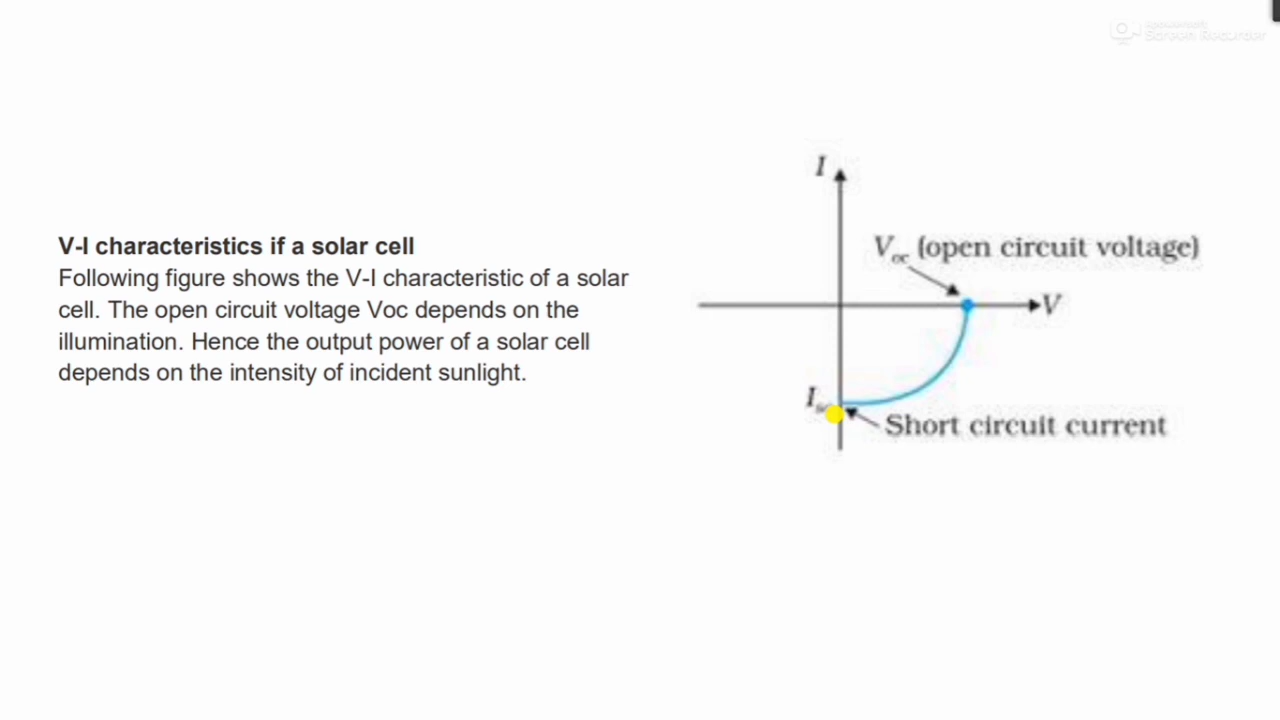 Screen Recorder
V-I characteristics if a solar cell
Following figure shows the V-I characteristic of a solar
cell. The open circuit voltage Voc depends on the
illumination. Hence the output power of a solar cell
depends on the intensity of incident sunlight.
I
Voc (open circuit voltage)
V
I
Short circuit current